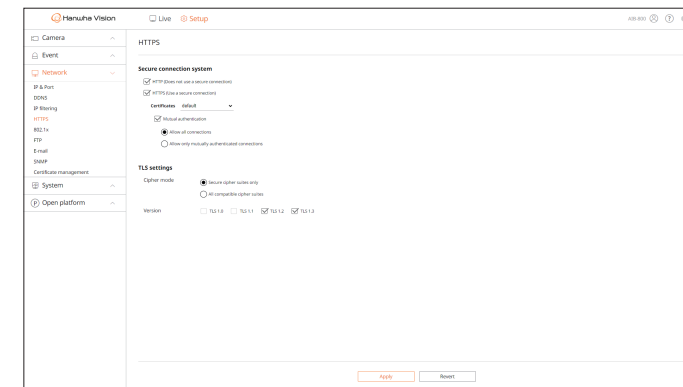 Hanwha Vision
Live
Setup
AIB-800
Camera
Event
Network
IP & Port
DDNS
IP filtering
HTTPS
802.1x
FTP
E-mail
SNMP
Certificate management
System
Open platform
HTTPS
Secure connection system
HTTP (Does not use a secure connection)
HTTPS (Use a secure connection)
Certificates default
Mutual authentication
Allow all connections
Allow only mutually authenticated connections
TLS settings
Cipher mode
Secure cipher suites only
All compatible cipher suites
Version
TLS 1.0 TLS 1.1 TLS 1.2 TLS 1.3
Apply Revert